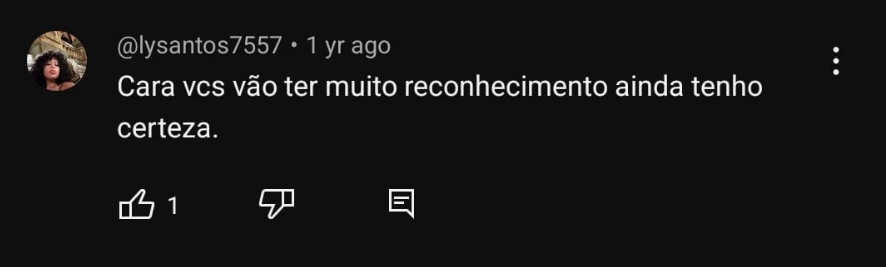 @lysantos7557 • 1 yr ago
Cara vcs vão ter muito reconhecimento ainda tenho
certeza.
1